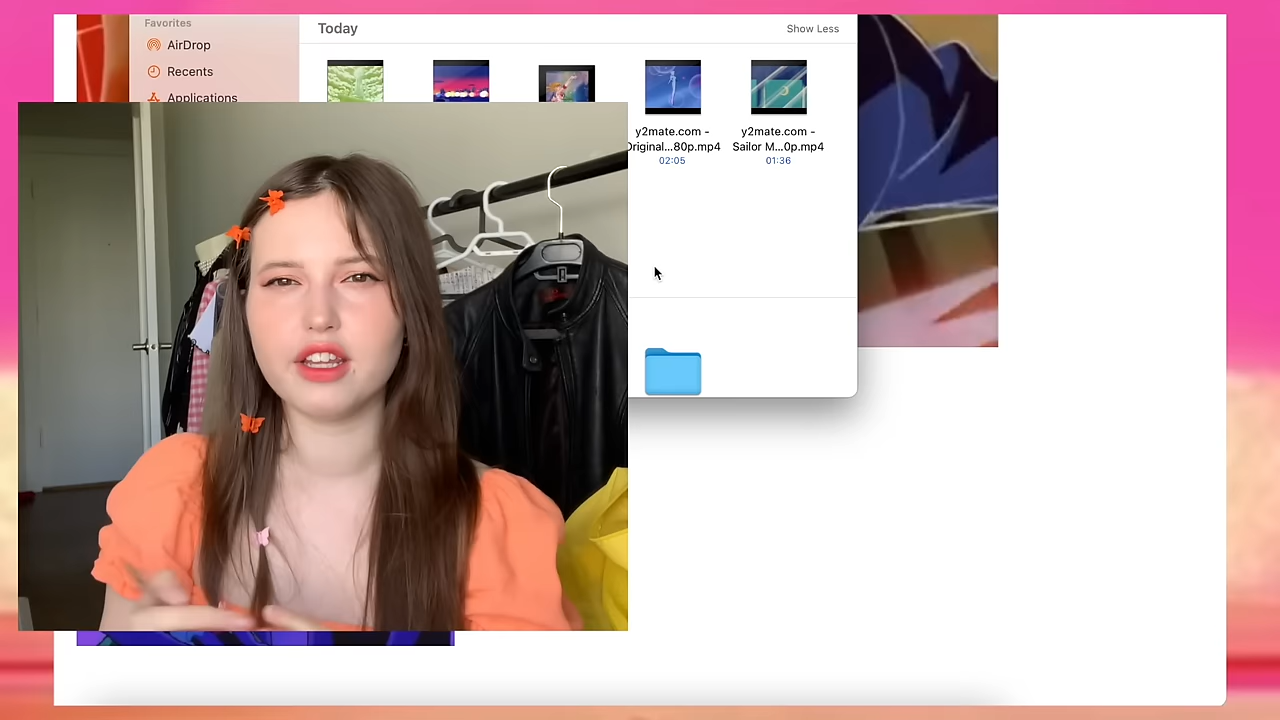 Favorites
Today
Show Less
AirDrop
Recents
Applications
y2mate.com -
Original...80p.mp4
02:05
y2mate.com -
Sailor M...0p.mp4
01:36